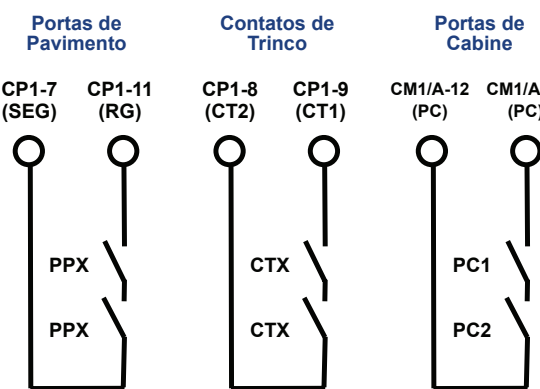 Portas de
Pavimento
Contatos de
Trinco
Portas de
Cabine
CP1-7
(SEG)
CP1-11
(RG)
CP1-8
(CT2)
CP1-9
(CT1)
CM1/A-12
(PC)
CM1/A
(PC)
PPX
CTX
PC1
PPX
CTX
PC2